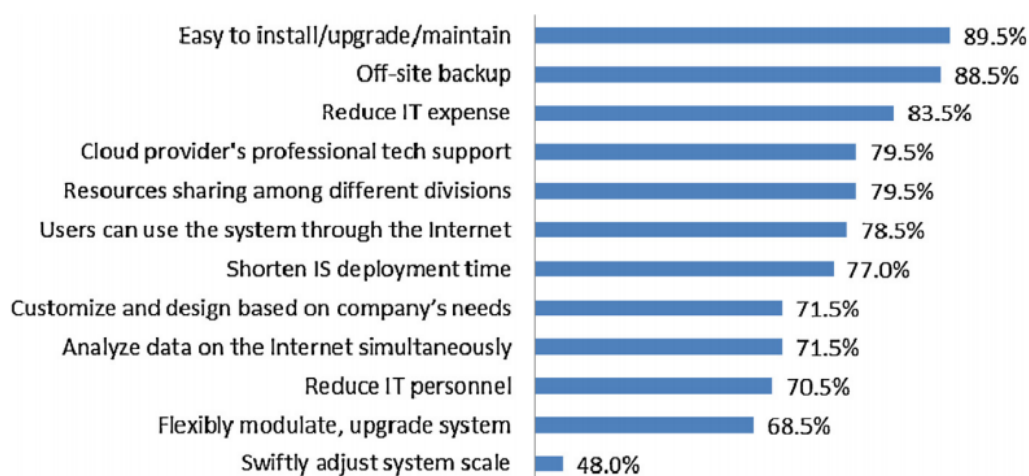 Easy to install/upgrade/maintain 89.5%
Off-site backup 88.5%
Reduce IT expense 83.5%
Cloud provider's professional tech support 79.5%
Resources sharing among different divisions 79.5%
Users can use the system through the Internet 78.5%
Shorten IS deployment time 77.0%
Customize and design based on company’s needs 71.5%
Analyze data on the Internet simultaneously 71.5%
Reduce IT personnel 70.5%
Flexibly modulate, upgrade system 68.5%
Swiftly adjust system scale 48.0%